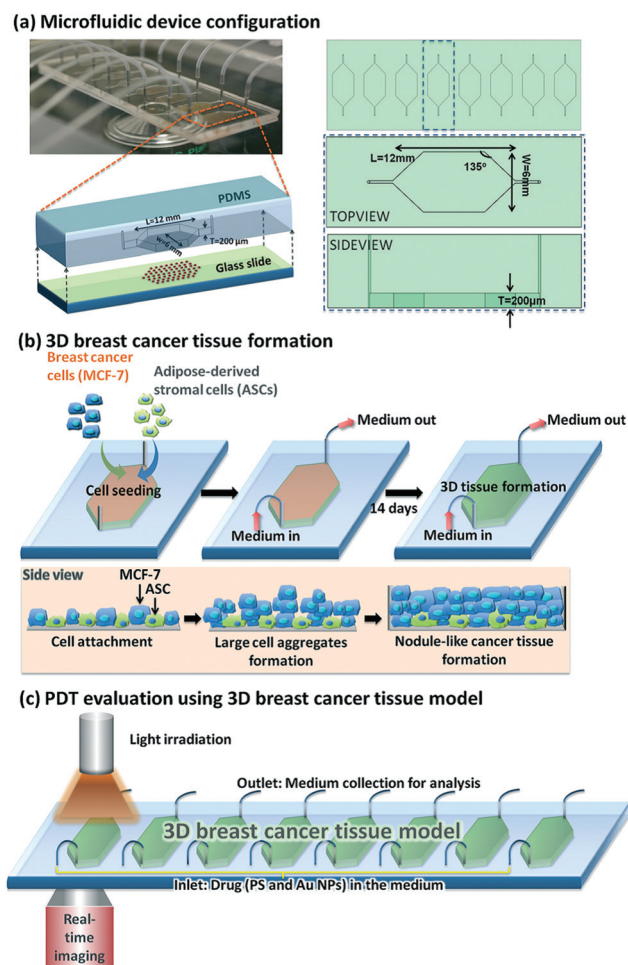 (a) Microfluidic device configuration
PDMS
L=12 mm
W=6mm
T=200 μm
Glass slide
L=12mm
135°
W=6mm
TOPVIEW
SIDEVIEW
T=200μm
(b) 3D breast cancer tissue formation
Breast cancer
cells (MCF-7)
Adipose-derived
stromal cells (ASCs)
Cell seeding
Medium out
Medium in
14 days
Medium out
3D tissue formation
Medium in
Side view
MCF-7
ASC
Cell attachment
Large cell aggregates
formation
Nodule-like cancer tissue
formation
(c) PDT evaluation using 3D breast cancer tissue model
Light irradiation
Outlet: Medium collection for analysis
3D breast cancer tissue model
Inlet: Drug (PS and Au NPs) in the medium
Real-
time
imaging